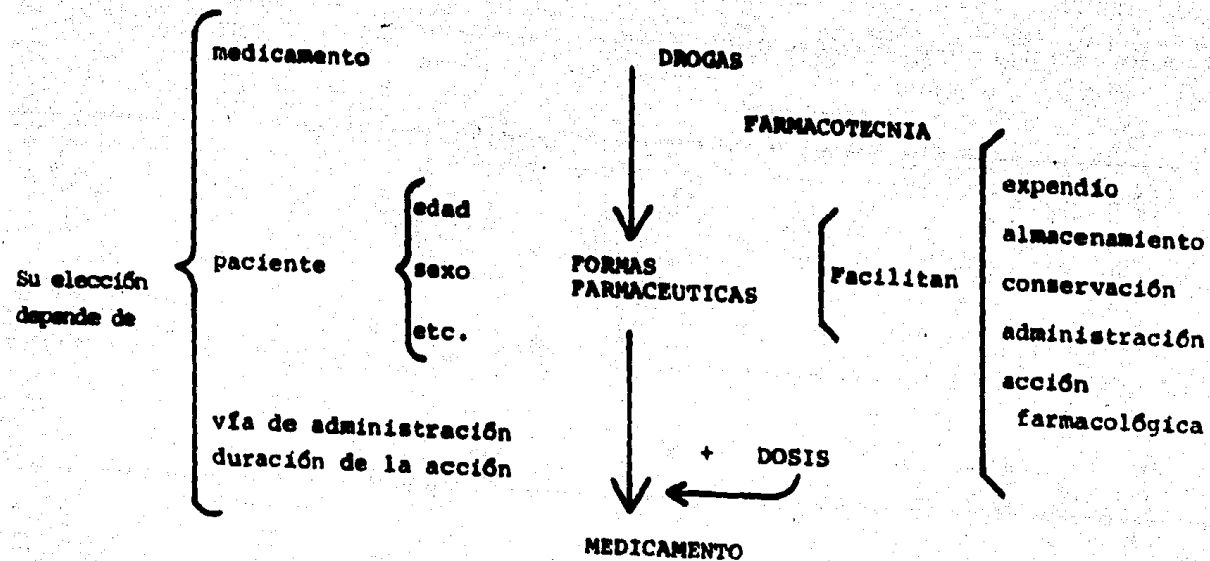 medicamento
DROGAS
FARMACOTECNIA
Su elección
depende de
paciente
edad
sexo
etc.
FORMAS
FARMACEUTICAS
Facilitan
expendio
almacenamiento
conservación
administración
acción
farmacológica
vía de administración
duración de la acción
+ DOSIS
MEDICAMENTO